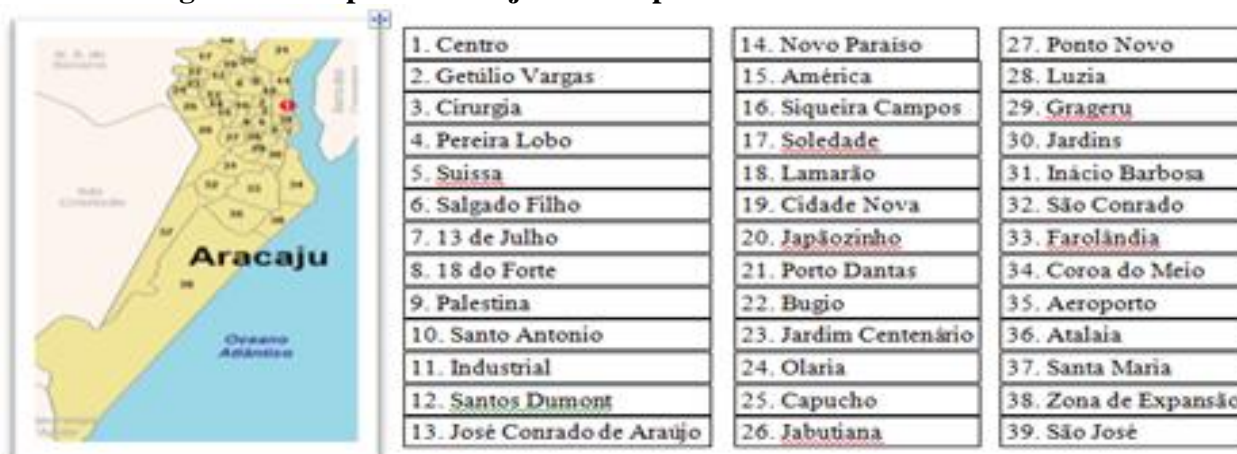 Aracaju
Oceano
Atlântico
1. Centro
2. Getúlio Vargas
3. Cirurgia
4. Pereira Lobo
5. Suissa
6. Salgado Filho
7. 13 de Julho
8. 18 do Forte
9. Palestina
10. Santo Antonio
11. Industrial
12. Santos Dumont
13. José Conrado de Araújo
14. Novo Paraiso
15. América
16. Siqueira Campos
17. Soledade
18. Lamarão
19. Cidade Nova
20. Japãozinho
21. Porto Dantas
22. Bugio
23. Jardim Centenário
24. Olaria
25. Capucho
26. Jabutiana
27. Ponto Novo
28. Luzia
29. Grageru
30. Jardins
31. Inácio Barbosa
32. São Conrado
33. Farolândia
34. Coroa do Meio
35. Aeroporto
36. Atalaia
37. Santa Maria
38. Zona de Expansão
39. São José